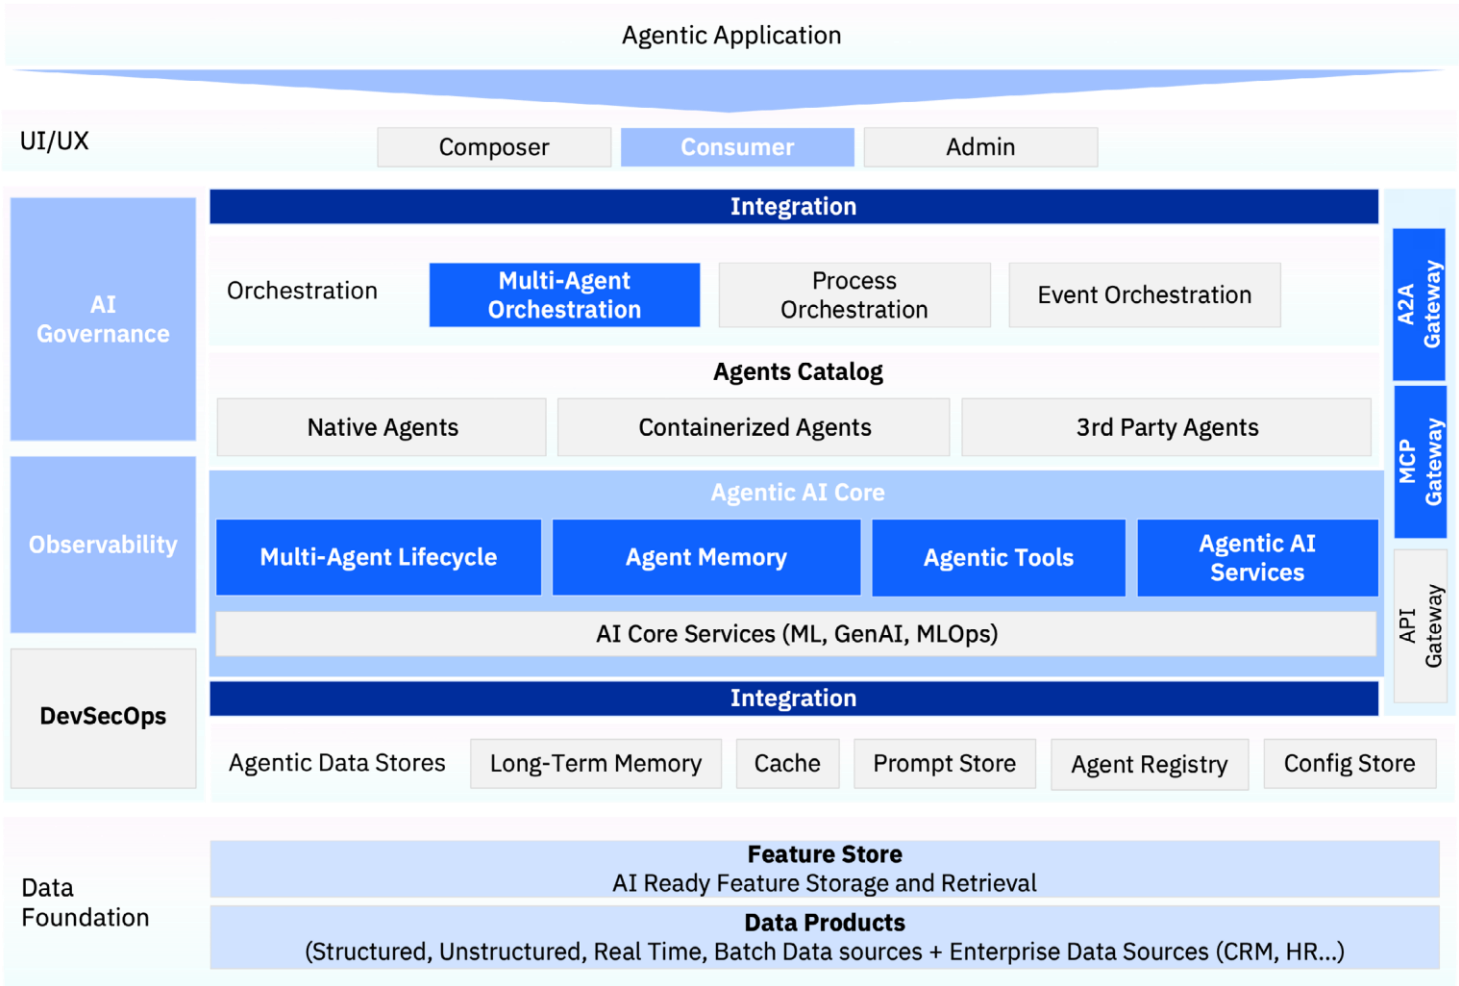 Agentic Application
UI/UX
Composer
Consumer
Admin
AI
Governance
Observability
DevSecOps
Integration
Orchestration
Multi-Agent
Orchestration
Process
Orchestration
Event Orchestration
Agents Catalog
Native Agents
Containerized Agents
3rd Party Agents
Agentic AI Core
Multi-Agent Lifecycle
Agent Memory
Agentic Tools
Agentic AI
Services
AI Core Services (ML, GenAI, MLOps)
Integration
A2A
Gateway
MCP
Gateway
API
Gateway
Agentic Data Stores
Long-Term Memory
Cache
Prompt Store
Agent Registry
Config Store
Data
Foundation
Feature Store
AI Ready Feature Storage and Retrieval
Data Products
(Structured, Unstructured, Real Time, Batch Data sources + Enterprise Data Sources (CRM, HR...)